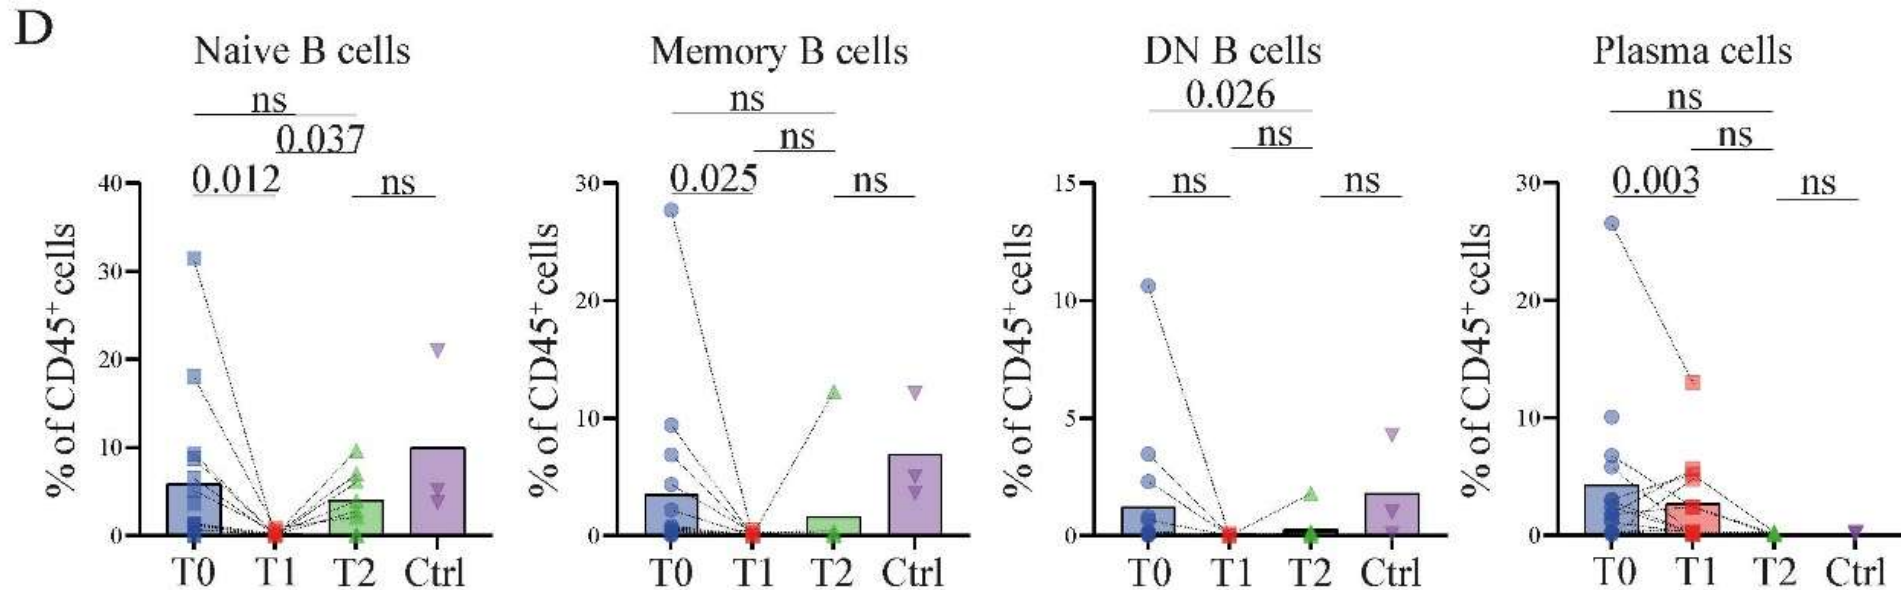 D
Naive B cells
ns
0.037
0.012
ns
% of CD45+ cells
40
30
20
10
0
T0 T1 T2 Ctrl
Memory B cells
ns
ns
0.025
ns
% of CD45+ cells
30
20
10
0
T0 T1 T2 Ctrl
DN B cells
0.026
ns
ns
ns
% of CD45+ cells
15
10
5
0
T0 T1 T2 Ctrl
Plasma cells
ns
ns
0.003
ns
% of CD45+ cells
30
20
10
0
T0 T1 T2 Ctrl